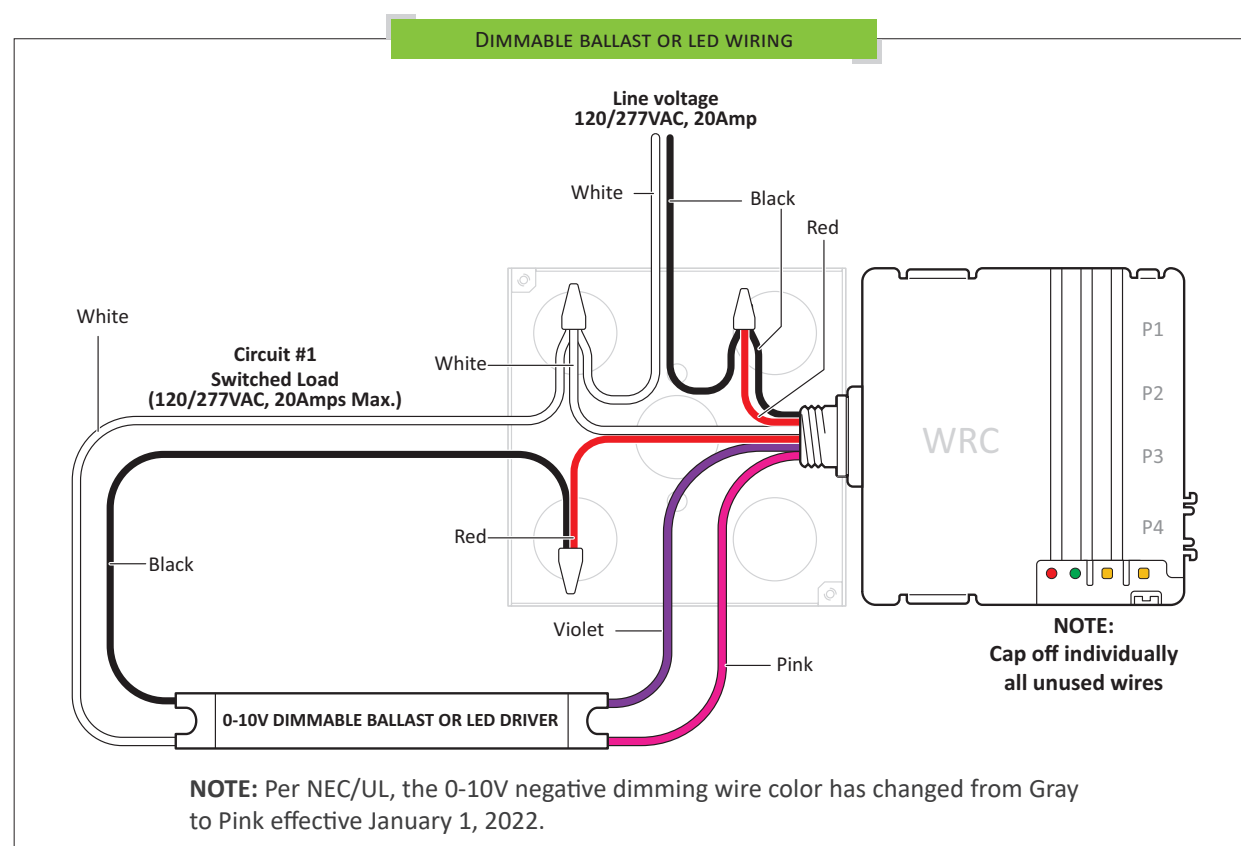 DIMMABLE BALLAST OR LED WIRING
Line voltage
120/277VAC, 20Amp
White
Black
Red
White
Circuit #1
Switched Load
(120/277VAC, 20Amps Max.)
White
P1
P2
WRC
P3
P4
Red
Black
Violet
Pink
NOTE:
Cap off individually
all unused wires
0-10V DIMMABLE BALLAST OR LED DRIVER
NOTE: Per NEC/UL, the 0-10V negative dimming wire color has changed from Gray
to Pink effective January 1, 2022.